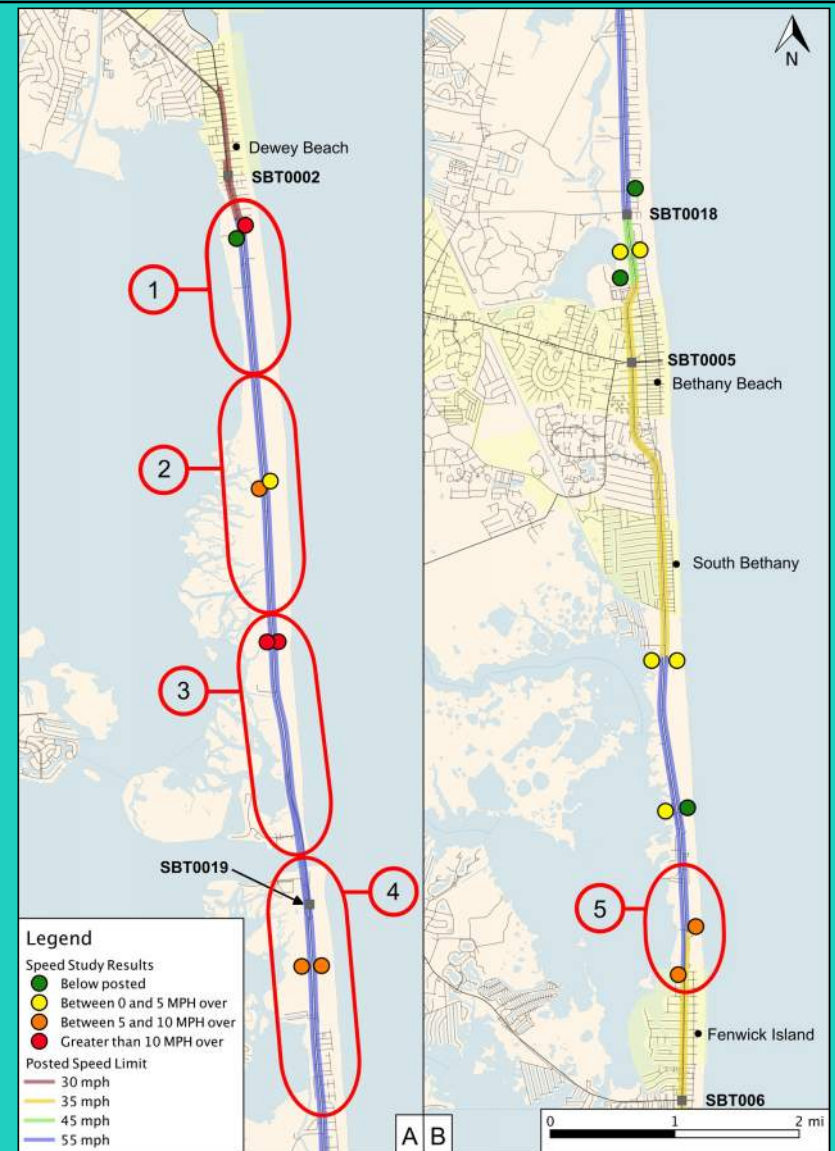 Dewey Beach
SBT0002
1
2
3
SBT0019
4
Legend
Speed Study Results
Below posted
Between 0 and 5 MPH over
Between 5 and 10 MPH over
Greater than 10 MPH over
Posted Speed Limit
30 mph
35 mph
45 mph
55 mph
A
B
N
SBT0018
SBT0005
Bethany Beach
South Bethany
5
Fenwick Island
SBT006
0 1 2 mi